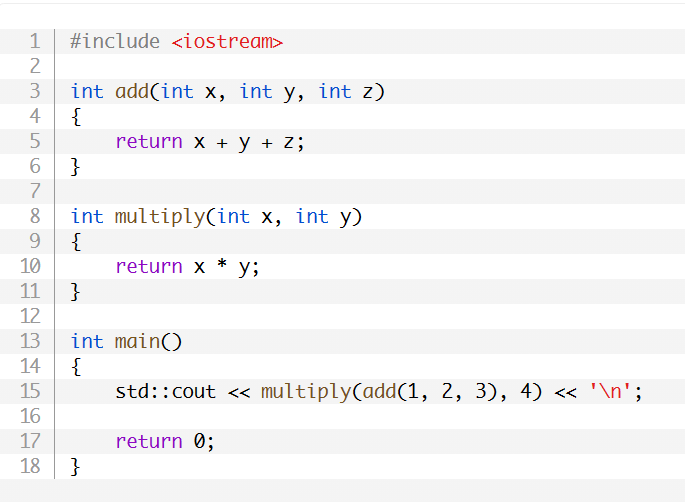 1 #include <iostream>
2
3 int add(int x, int y, int z)
4 {
5     return x + y + z;
6 }
7
8 int multiply(int x, int y)
9 {
10     return x * y;
11 }
12
13 int main()
14 {
15     std::cout << multiply(add(1, 2, 3), 4) << '\n';
16
17     return 0;
18 }